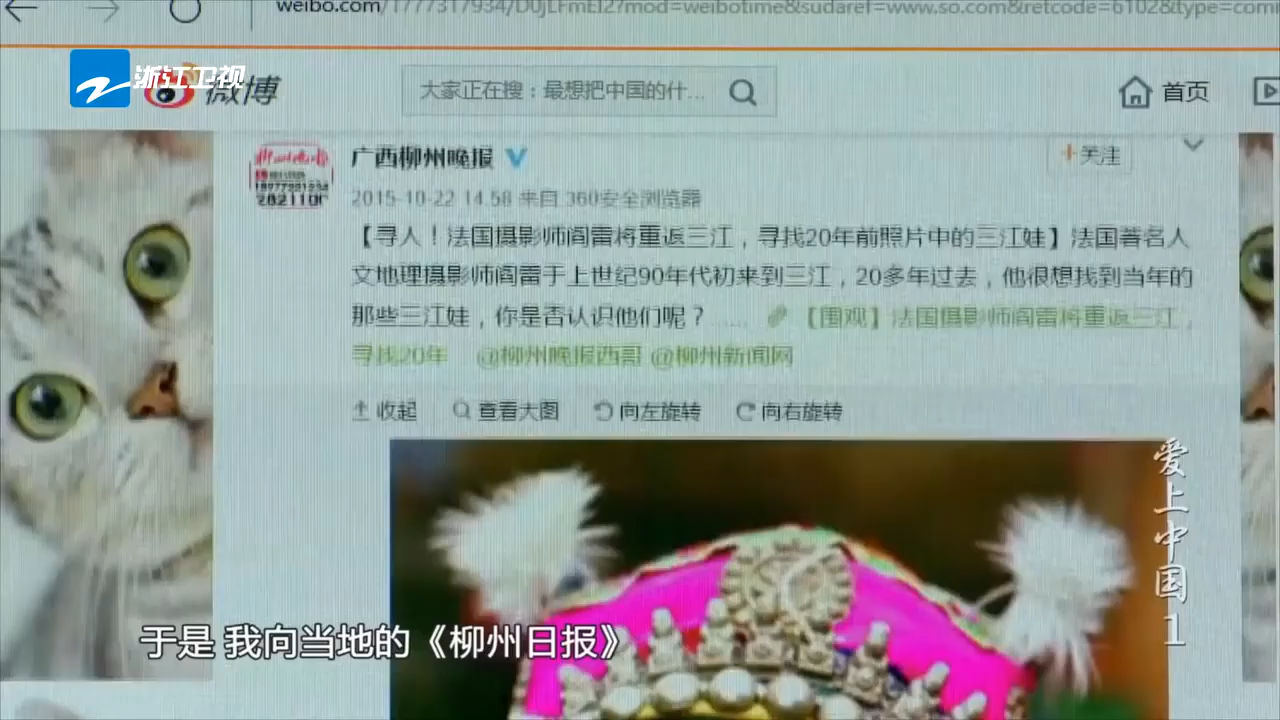 weibo.com/1777317934/D0jLFmEI2?mod=weibotime&sudaref=www.so.com&retcode=6102&type=comm
浙江卫视
微博
大家正在搜：最想把中国的什...
首页
广西柳州晚报
+关注
2015-10-22 14:58 来自 360安全浏览器
【寻人！法国摄影师阎雷将重返三江，寻找20年前照片中的三江娃】法国著名人
文地理摄影师阎雷于上世纪90年代初来到三江，20多年过去，他很想找到当年的
那些三江娃，你是否认识他们呢？...... 【围观】法国摄影师阎雷将重返三江，
寻找20年 @柳州晚报西哥 @柳州新闻网
收起 查看大图 向左旋转 向右旋转
爱上中国1
于是 我向当地的《柳州日报》